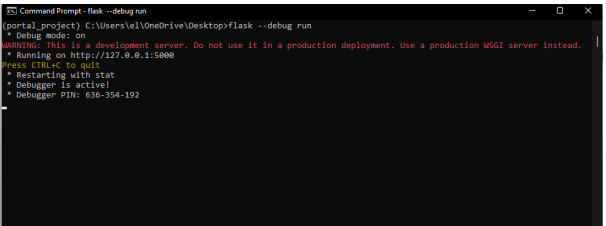 Command Prompt - flask --debug run
(portal_project) C:\Users\el\OneDrive\Desktop>flask --debug run
 * Debug mode: on
WARNING: This is a development server. Do not use it in a production deployment. Use a production WSGI server instead.
 * Running on http://127.0.0.1:5000
Press CTRL+C to quit
 * Restarting with stat
 * Debugger is active!
 * Debugger PIN: 636-354-192